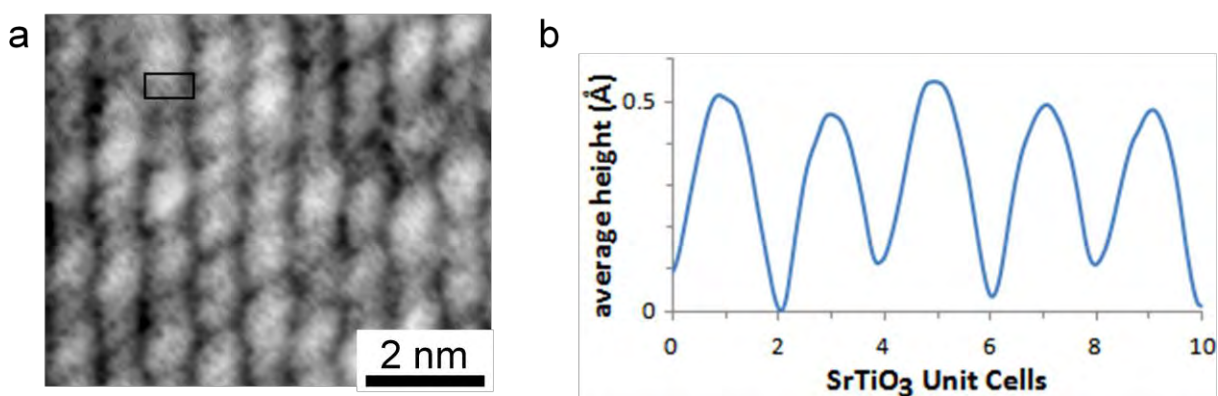 a
2 nm
b
average height (Å)
0.5
0
0 2 4 6 8 10
SrTiO₃ Unit Cells